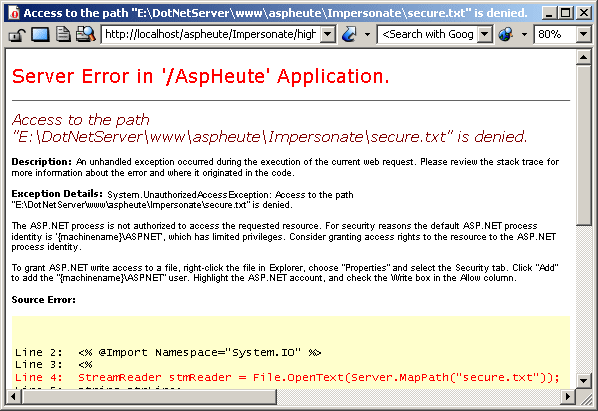 Access to the path "E:\DotNetServer\www\aspheute\Impersonate\secure.txt" is denied.
http://localhost/aspheute/Impersonate/high
<Search with Goog
80%
Server Error in '/AspHeute' Application.
Access to the path
"E:\DotNetServer\www\aspheute\Impersonate\secure.txt" is denied.
Description: An unhandled exception occurred during the execution of the current web request. Please review the stack trace for
more information about the error and where it originated in the code.
Exception Details: System.UnauthorizedAccessException: Access to the path
"E:\DotNetServer\www\aspheute\Impersonate\secure.txt" is denied.
The ASP.NET process is not authorized to access the requested resource. For security reasons the default ASP.NET process
identity is '{machinename}\ASPNET', which has limited privileges. Consider granting access rights to the resource to the ASP.NET
process identity.
To grant ASP.NET write access to a file, right-click the file in Explorer, choose "Properties" and select the Security tab. Click "Add"
to add the "{machinename}\ASPNET" user. Highlight the ASP.NET account, and check the Write box in the Allow column.
Source Error:
Line 2: <% @Import Namespace="System.IO" %>
Line 3: <%
Line 4: StreamReader stmReader = File.OpenText(Server.MapPath("secure.txt"));
Line 5: string strLine;